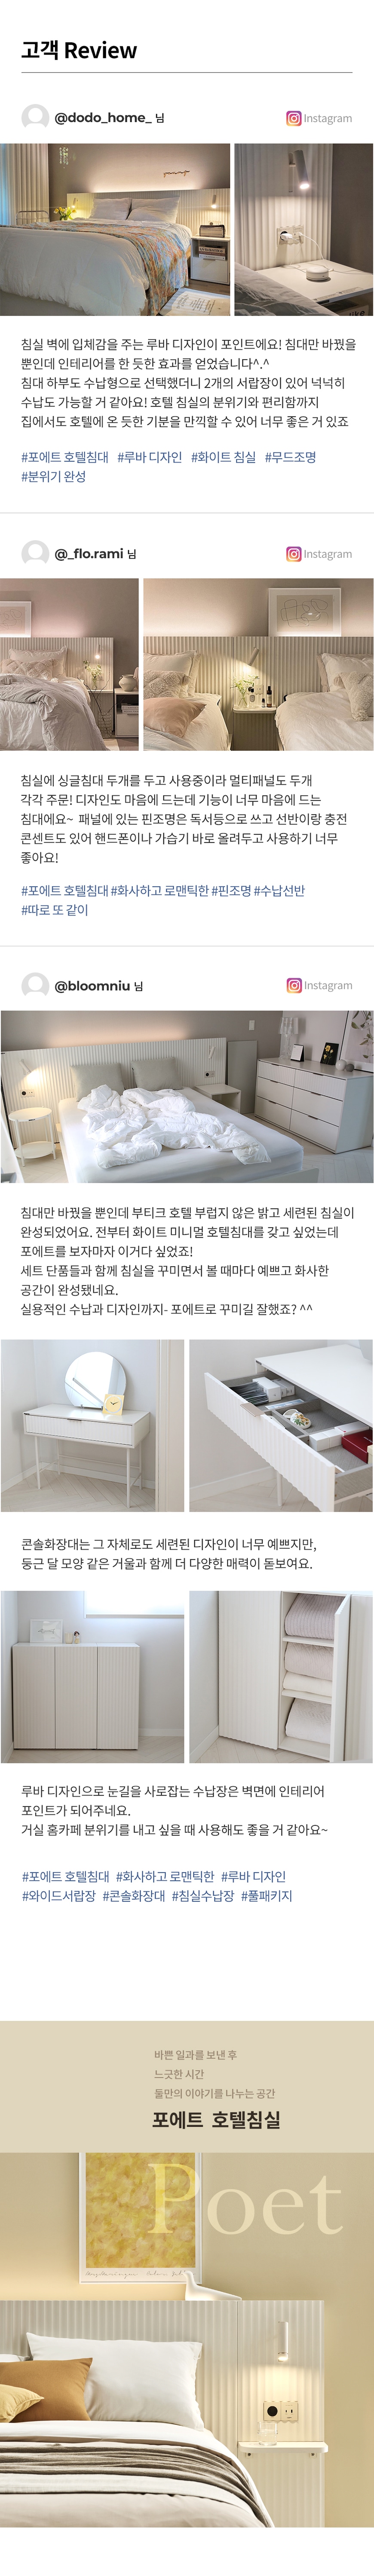 고객 Review
@dodo_home_ 님
Instagram
침실 벽에 입체감을 주는 루바 디자인이 포인트에요! 침대만 바꿨을
뿐인데 인테리어를 한 듯한 효과를 얻었습니다^.^
침대 하부도 수납형으로 선택했더니 2개의 서랍장이 있어 넉넉히
수납도 가능할 거 같아요! 호텔 침실의 분위기와 편리함까지
집에서도 호텔에 온 듯한 기분을 만끽할 수 있어 너무 좋은 거 있죠
#포에트 호텔침대 #루바 디자인 #화이트 침실 #무드조명
#분위기 완성
@_flo.rami 님
Instagram
침실에 싱글침대 두개를 두고 사용중이라 멀티패널도 두개
각각 주문! 디자인도 마음에 드는데 기능이 너무 마음에 드는
침대에요~ 패널에 있는 핀조명은 독서등으로 쓰고 선반이랑 충전
콘센트도 있어 핸드폰이나 가습기 바로 올려두고 사용하기 너무
좋아요!
#포에트 호텔침대 #화사하고 로맨틱한 #핀조명 #수납선반
#따로 또 같이
@bloomniu 님
Instagram
침대만 바꿨을 뿐인데 부티크 호텔 부럽지 않은 밝고 세련된 침실이
완성되었어요. 전부터 화이트 미니멀 호텔침대를 갖고 싶었는데
포에트를 보자마자 이거다 싶었죠!
세트 단품들과 함께 침실을 꾸미면서 볼 때마다 예쁘고 화사한
공간이 완성됐네요.
실용적인 수납과 디자인까지- 포에트로 꾸미길 잘했죠? ^^
콘솔화장대는 그 자체로도 세련된 디자인이 너무 예쁘지만,
둥근 달 모양 같은 거울과 함께 더 다양한 매력이 돋보여요.
루바 디자인으로 눈길을 사로잡는 수납장은 벽면에 인테리어
포인트가 되어주네요.
거실 홈카페 분위기를 내고 싶을 때 사용해도 좋을 거 같아요~
#포에트 호텔침대 #화사하고 로맨틱한 #루바 디자인
#와이드서랍장 #콘솔화장대 #침실수납장 #풀패키지
바쁜 일과를 보낸 후
느긋한 시간
둘만의 이야기를 나누는 공간
포에트 호텔침실
Poet